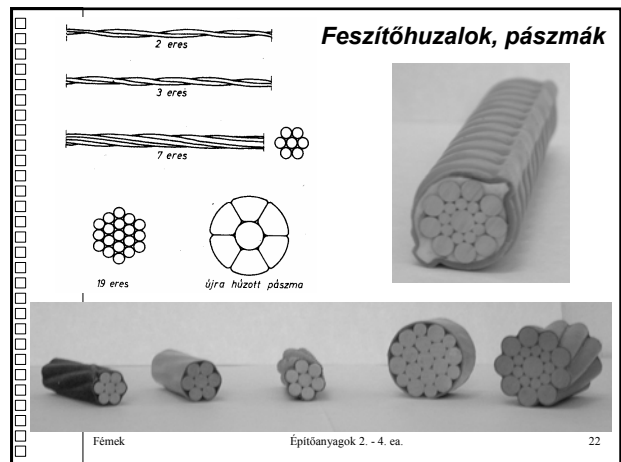 Feszítőhuzalok, pászmák
2 eres
3 eres
7 eres
19 eres
újra húzott pászma
Fémek
Építőanyagok 2. - 4. ea.
22